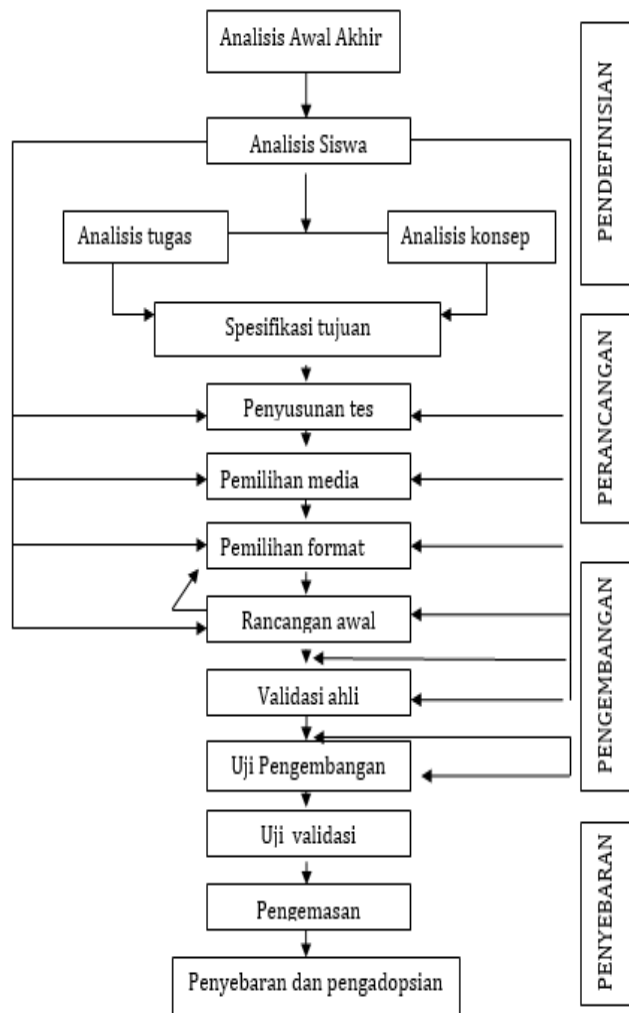 Analisis Awal Akhir
Analisis Siswa
Analisis tugas
Analisis konsep
Spesifikasi tujuan
Penyusunan tes
Pemilihan media
Pemilihan format
Rancangan awal
Validasi ahli
Uji Pengembangan
Uji validasi
Pengemasan
Penyebaran dan pengadopsian
PENDEFINISIAN
PERANCANGAN
PENGEMBANGAN
PENYEBARAN